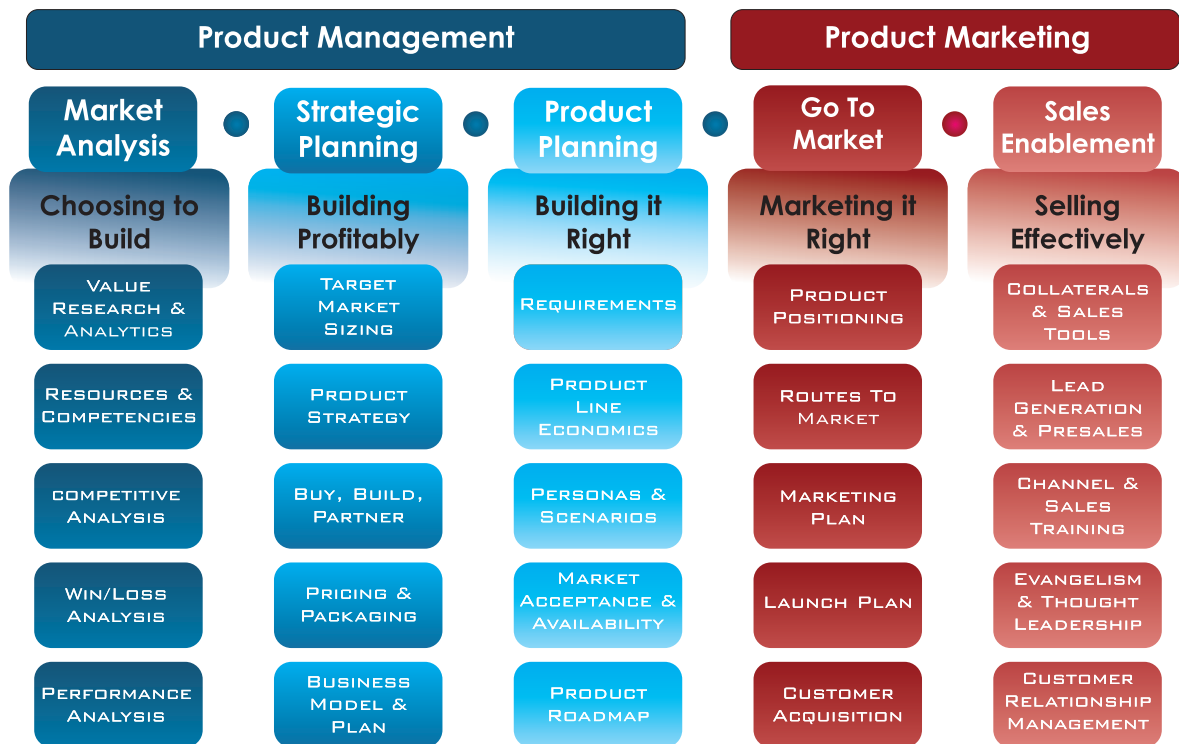 Product Management
Product Marketing
Market
Analysis
Strategic
Planning
Product
Planning
Go To
Market
Sales
Enablement
Choosing to
Build
Building
Profitably
Building it
Right
Marketing it
Right
Selling
Effectively
Value
Research &
Analytics
Target
Market
Sizing
Requirements
Product
Positioning
Collaterals
& Sales
Tools
Resources &
Competencies
Product
Strategy
Product
Line
Economics
Routes To
Market
Lead
Generation
& Presales
competitive
Analysis
Buy, Build,
Partner
Personas &
Scenarios
Marketing
Plan
Channel &
Sales
Training
Win/Loss
Analysis
Pricing &
Packaging
Market
Acceptance &
Availability
Launch Plan
Evangelism
& Thought
Leadership
Performance
Analysis
Business
Model &
Plan
Product
Roadmap
Customer
Acquisition
Customer
Relationship
Management